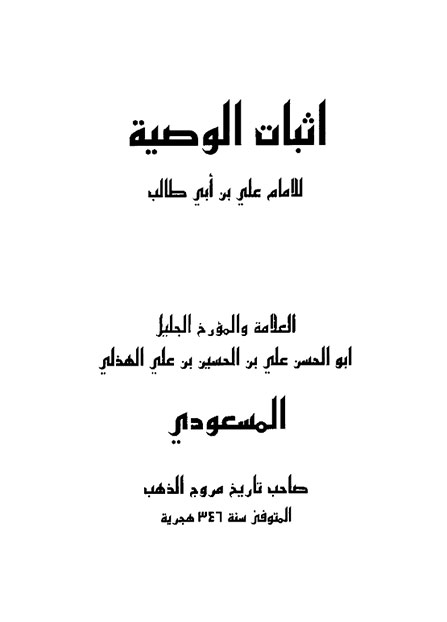 اثبات الوصية
للامام علي بن أبي طالب
العلامة والمؤرخ الجليل
ابو الحسن علي بن الحسين بن علي الهذلي
المسعودي
صاحب تاريخ مروج الذهب
المتوفى سنة ٣٤٦ هجرية